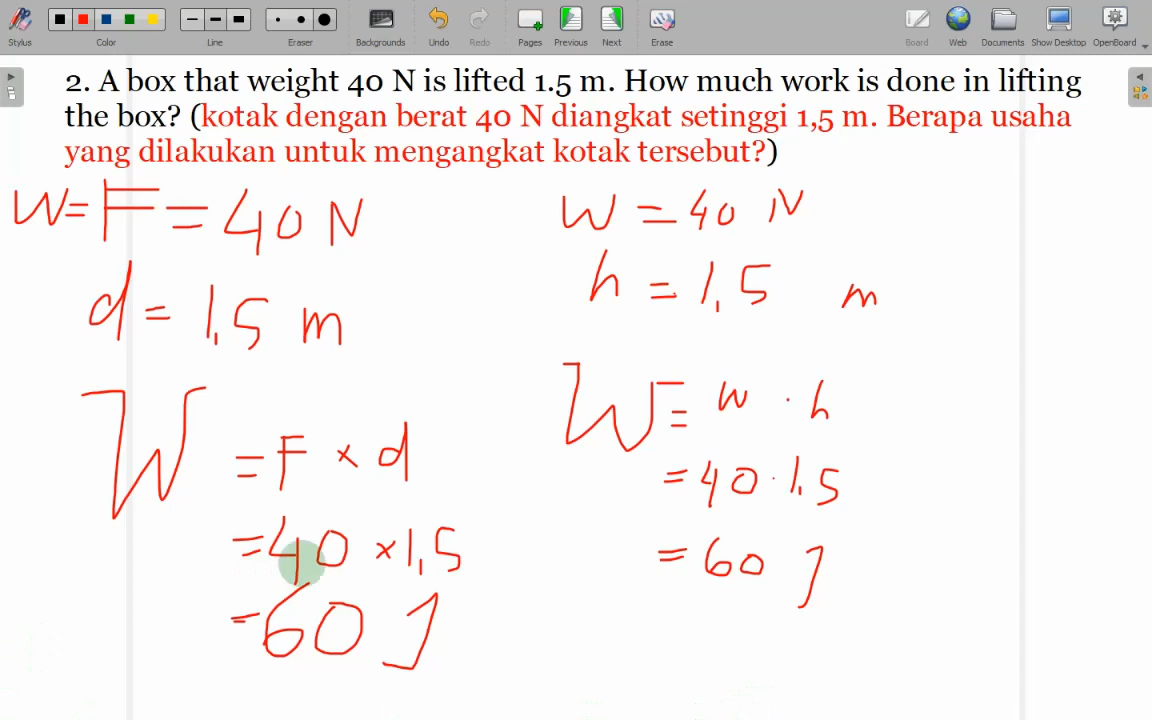 Stylus Color Line Eraser Backgrounds Undo Redo Pages Previous Next Erase Board Web Documents Show Desktop OpenBoard
2. A box that weight 40 N is lifted 1.5 m. How much work is done in lifting
the box? (kotak dengan berat 40 N diangkat setinggi 1,5 m. Berapa usaha
yang dilakukan untuk mengangkat kotak tersebut?)
w = F = 40 N
d = 1,5 m
W = F × d
= 40 × 1,5
= 60 J
w = 40 N
h = 1,5 m
W = w · h
= 40 · 1,5
= 60 J